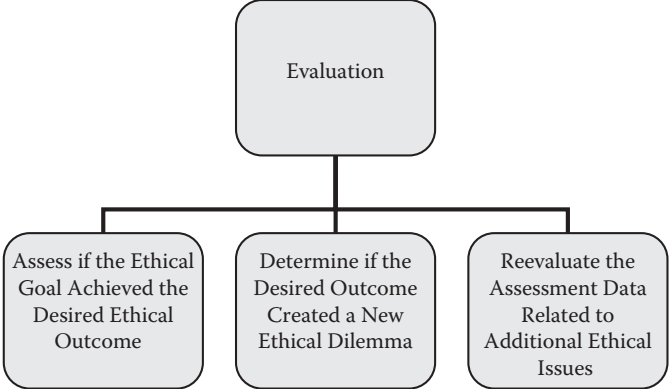 Evaluation
Assess if the Ethical
Goal Achieved the
Desired Ethical
Outcome
Determine if the
Desired Outcome
Created a New
Ethical Dilemma
Reevaluate the
Assessment Data
Related to
Additional Ethical
Issues